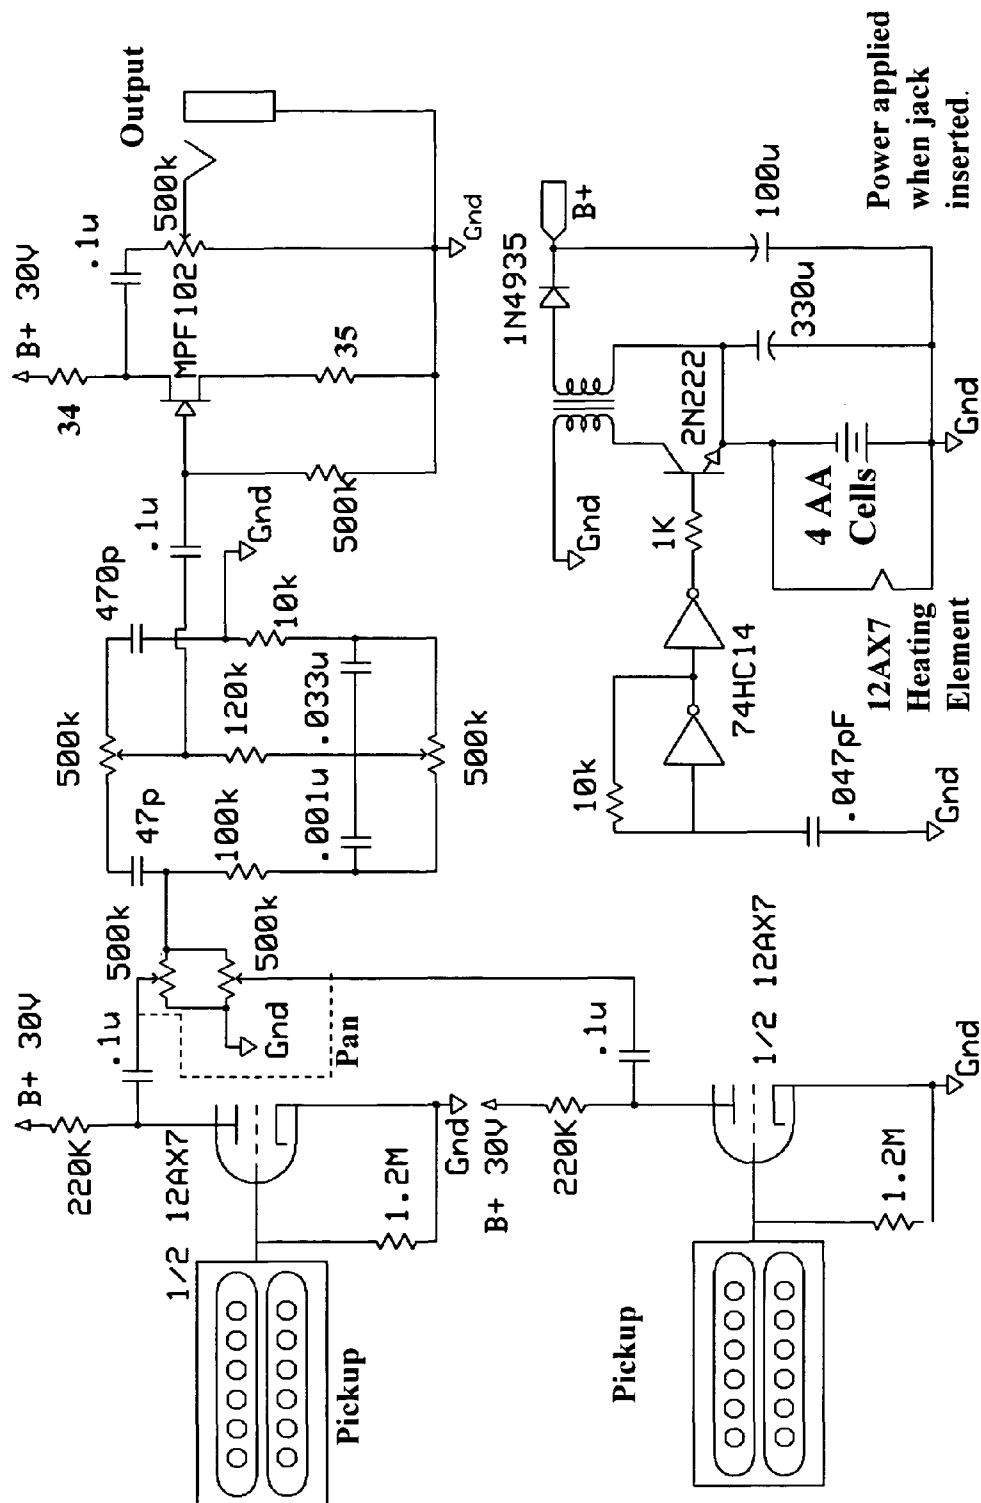 B+ 30V
220K
.1u
1/2 12AX7
Pickup
1.2M
Gnd
Pan
500k
500k
Gnd
47p
100k
.001u
500k
500k
120k
.033u
470p
10k
Gnd
.1u
500k
B+ 30V
34
MPF102
35
.1u
500k
Output
Gnd
B+ 30V
220K
.1u
1/2 12AX7
Pickup
1.2M
Gnd
10k
74HC14
.047pF
Gnd
1K
2N222
Gnd
1N4935
B+
330u
100u
4 AA
Cells
Gnd
12AX7
Heating
Element
Power applied
when jack
inserted.